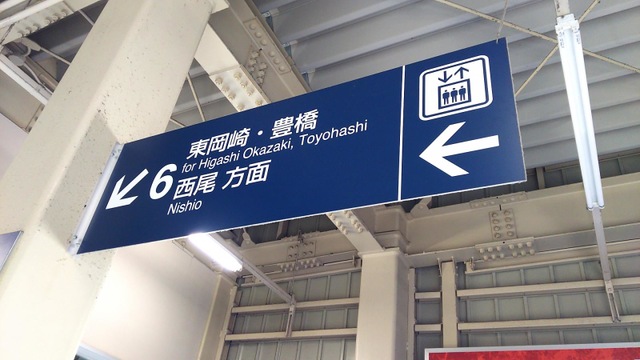 6
東岡崎・豊橋
for Higashi Okazaki, Toyohashi
西尾 方面
Nishio